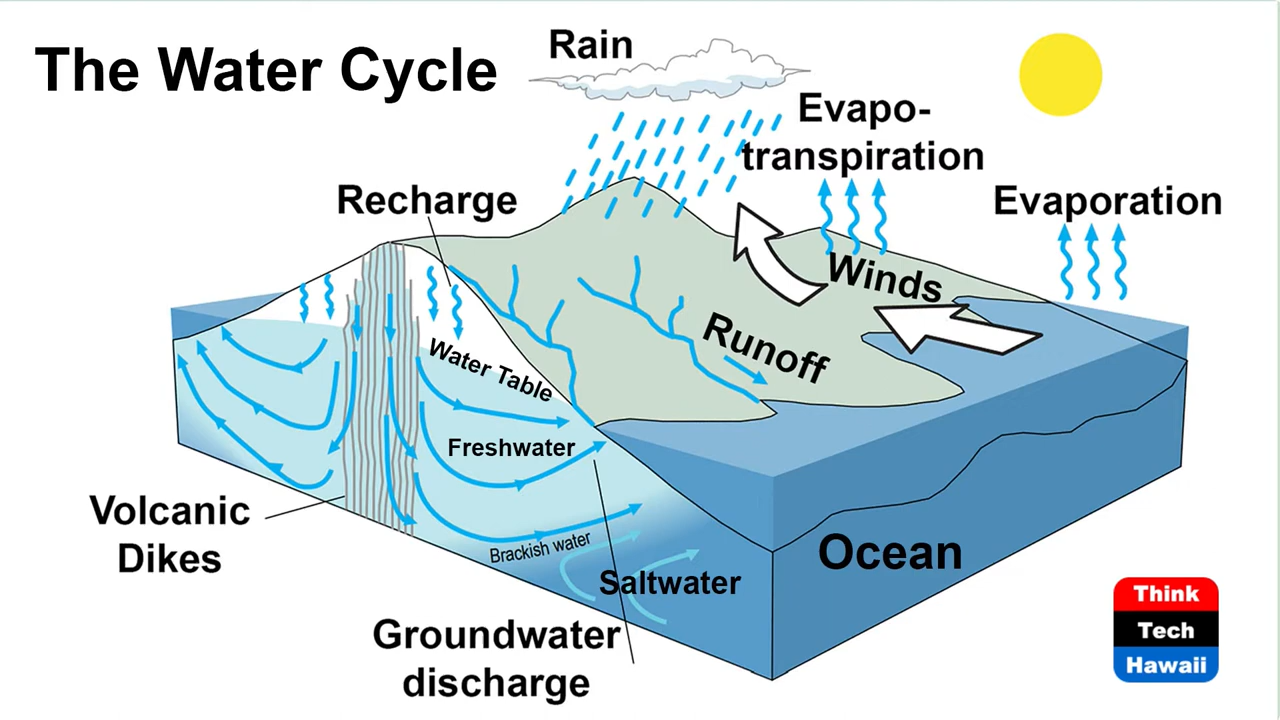 The Water Cycle
Rain
Evapo-
transpiration
Evaporation
Recharge
Winds
Runoff
Water Table
Freshwater
Volcanic
Dikes
Brackish water
Saltwater
Ocean
Groundwater
discharge
Think
Tech
Hawaii